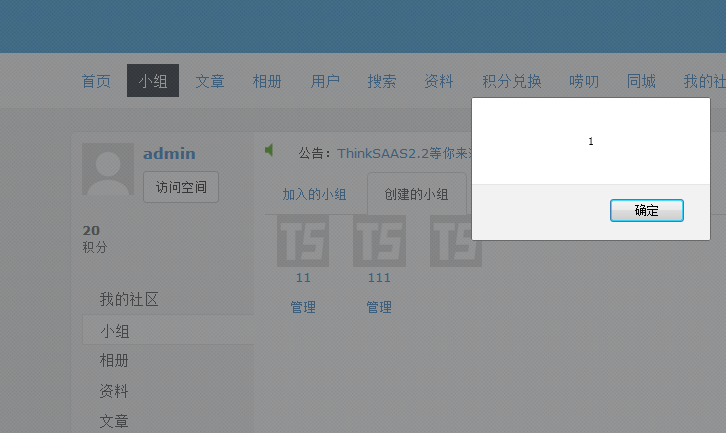 首页 小组 文章 相册 用户 搜索 资料 积分兑换 唠叨 同城 我的社
admin
访问空间
20
积分
我的社区
小组
相册
资料
文章
公告：ThinkSAAS2.2等你来
加入的小组 创建的小组
TS TS TS
11 111
管理 管理
1
确定